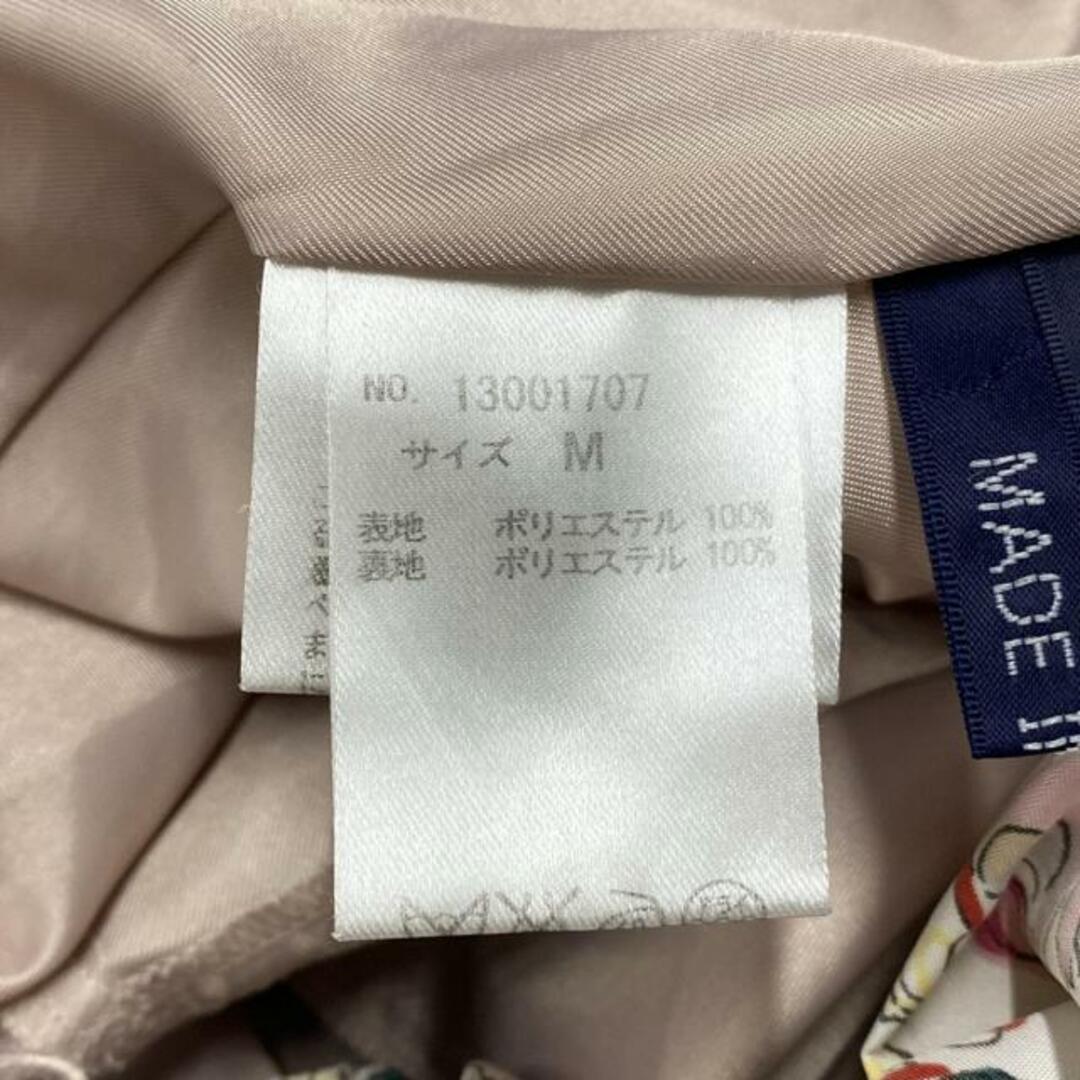 NO. 13001707
サイズ M
表地 ポリエステル 100%
裏地 ポリエステル 100%
MADE